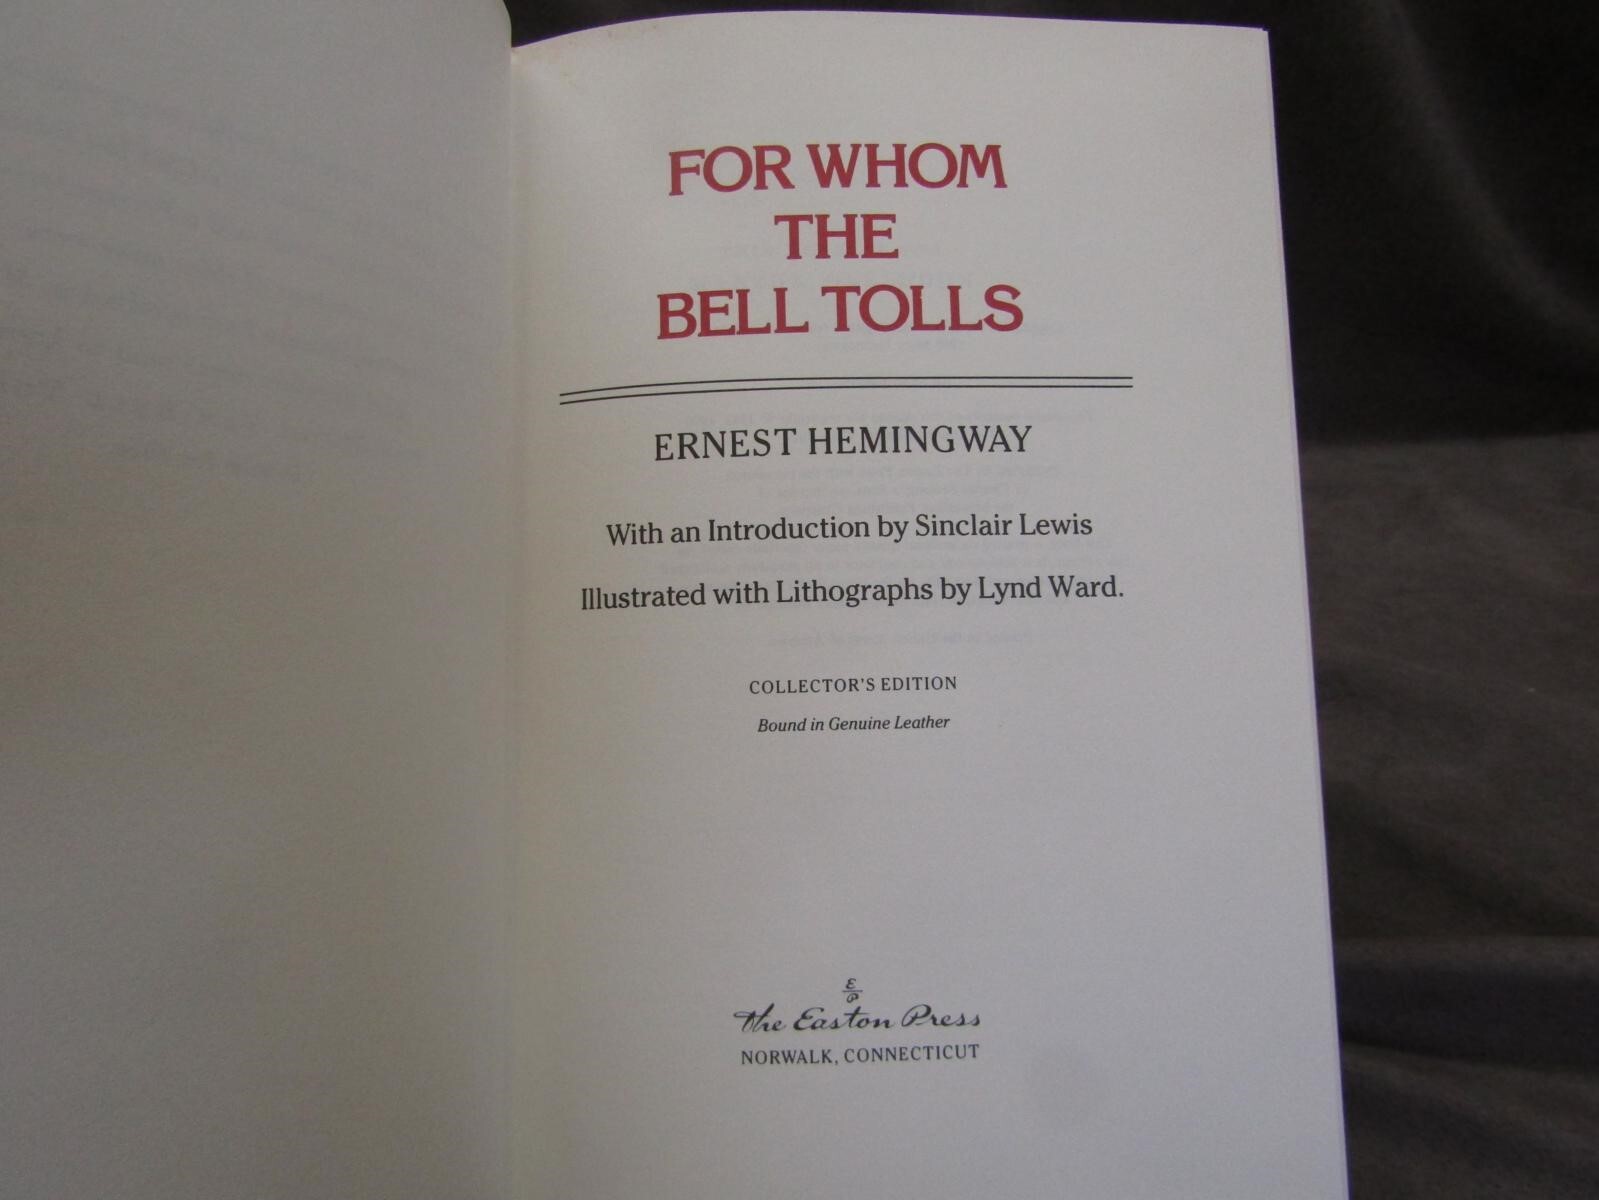 FOR WHOM
THE
BELL TOLLS
ERNEST HEMINGWAY
With an Introduction by Sinclair Lewis
Illustrated with Lithographs by Lynd Ward.
COLLECTOR'S EDITION
Bound in Genuine Leather
E
P
The Easton Press
NORWALK, CONNECTICUT